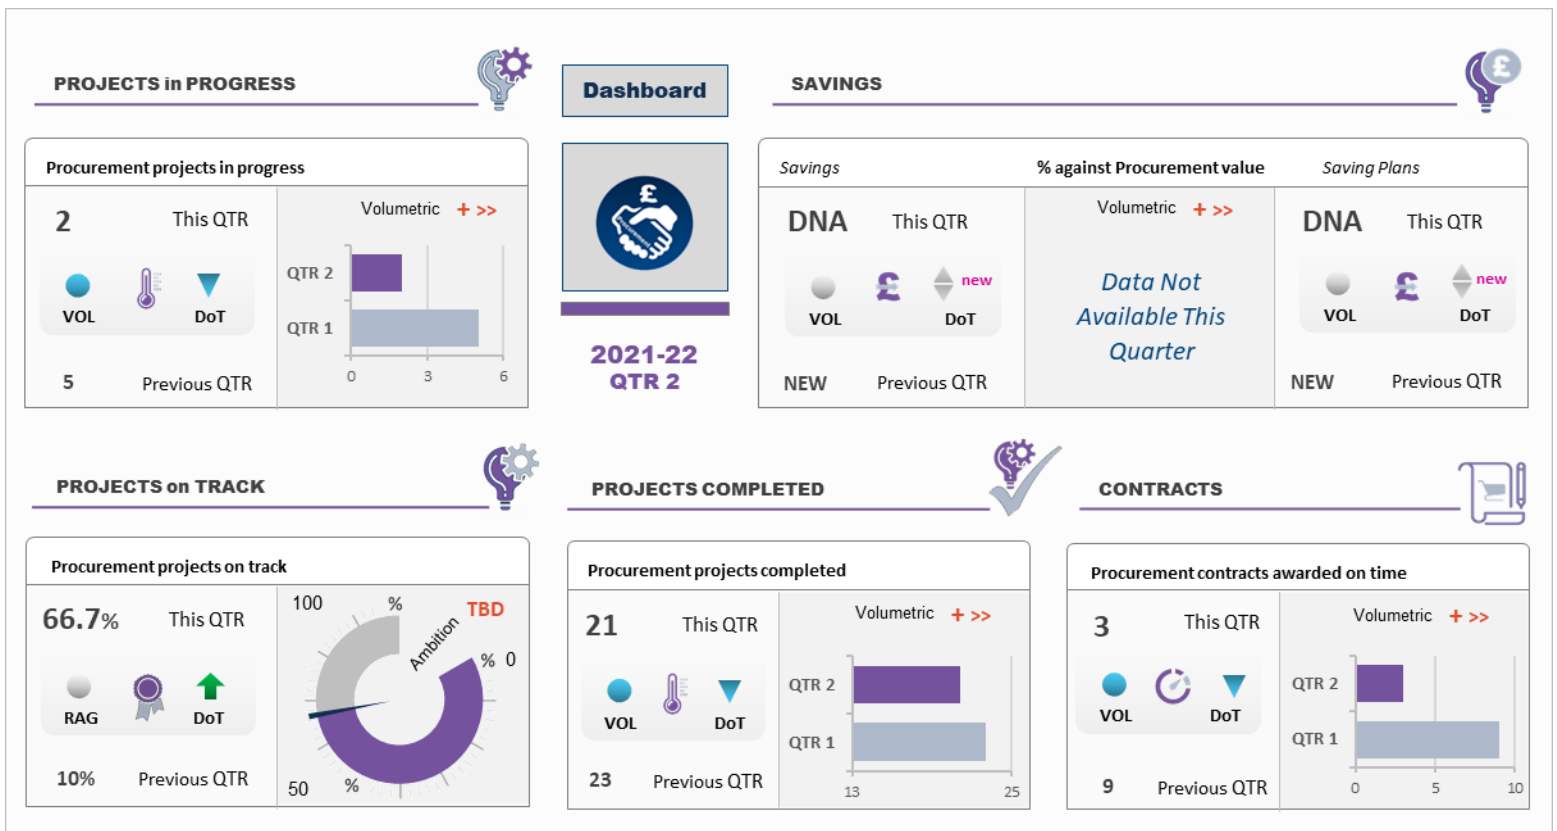 PROJECTS in PROGRESS
Procurement projects in progress
2
This QTR
VOL
DoT
5
Previous QTR
Volumetric + >>
QTR 2
QTR 1
0 3 6
Dashboard
£
Procurement
2021-22
QTR 2
SAVINGS
£
Savings
% against Procurement value
Saving Plans
DNA
This QTR
£
new
VOL
DoT
NEW
Previous QTR
Volumetric + >>
Data Not
Available This
Quarter
DNA
This QTR
£
new
VOL
DoT
NEW
Previous QTR
PROJECTS on TRACK
Procurement projects on track
66.7%
This QTR
RAG
DoT
10%
Previous QTR
100
%
TBD
Ambition
% 0
50
%
PROJECTS COMPLETED
Procurement projects completed
21
This QTR
VOL
DoT
23
Previous QTR
Volumetric + >>
QTR 2
QTR 1
13 25
CONTRACTS
Procurement contracts awarded on time
3
This QTR
VOL
DoT
9
Previous QTR
Volumetric + >>
QTR 2
QTR 1
0 5 10